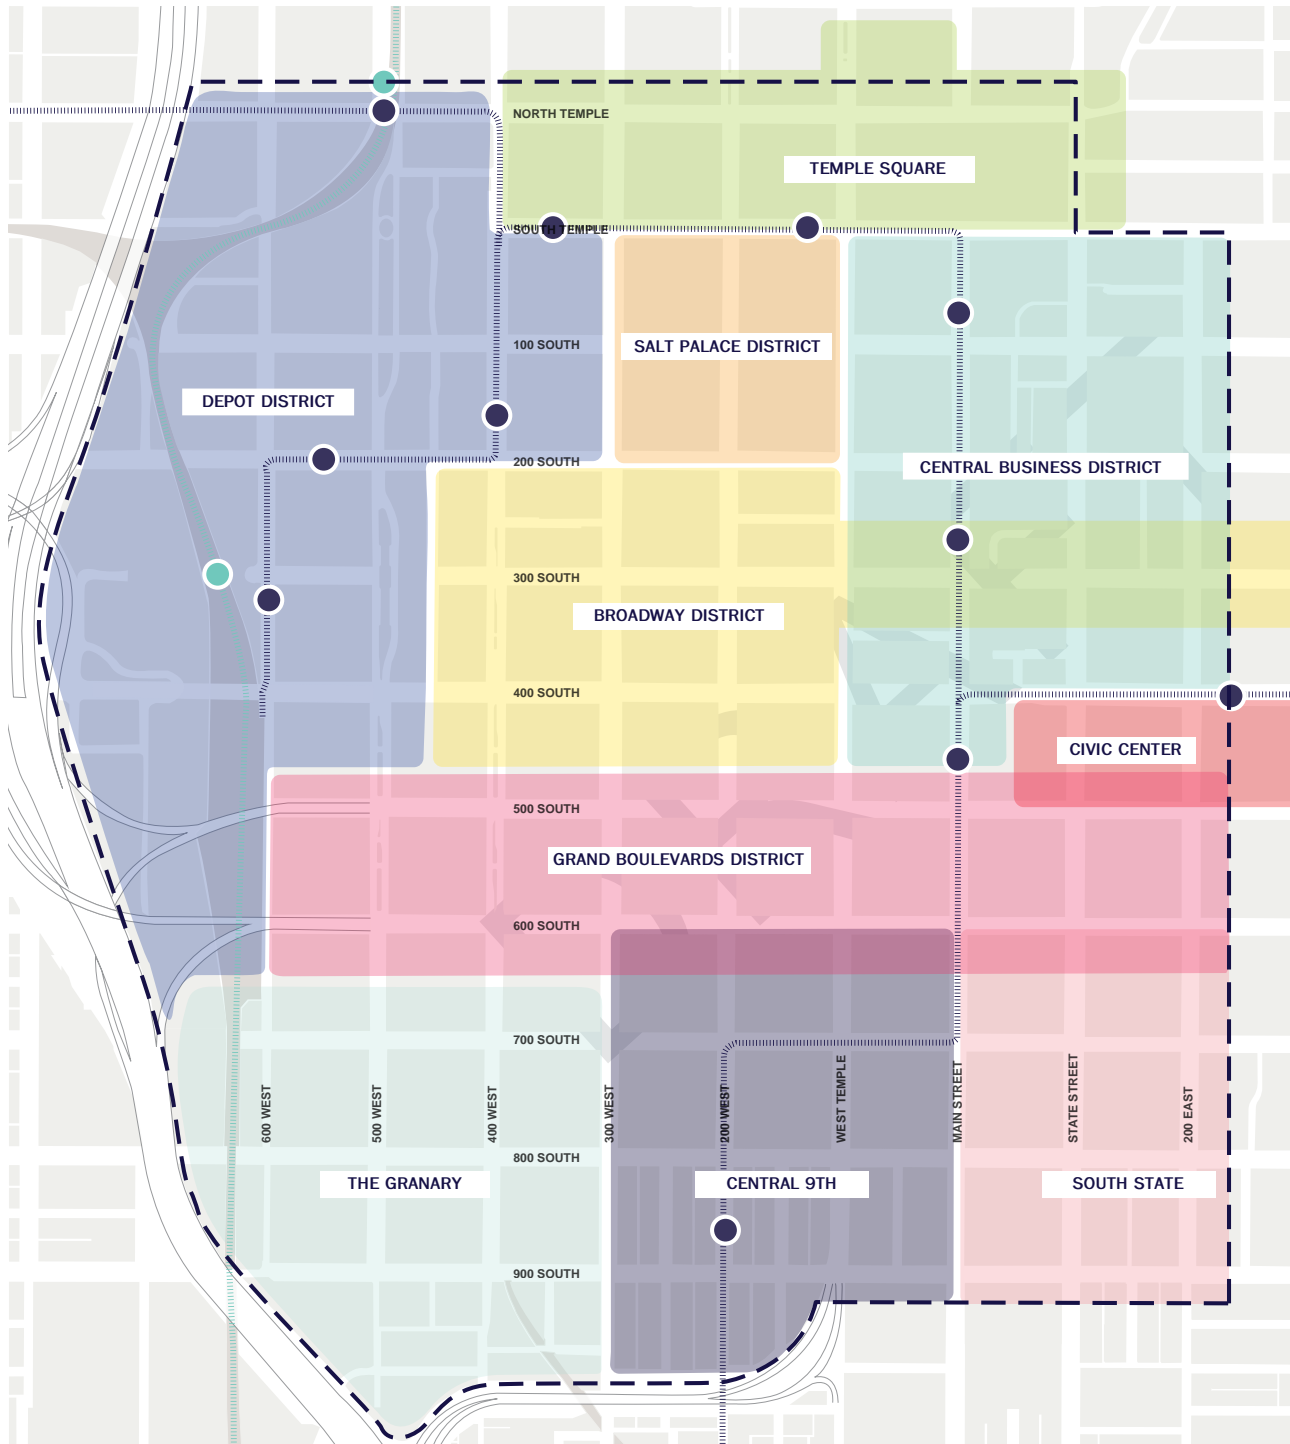 NORTH TEMPLE
TEMPLE SQUARE
SOUTH TEMPLE
100 SOUTH
SALT PALACE DISTRICT
DEPOT DISTRICT
200 SOUTH
CENTRAL BUSINESS DISTRICT
300 SOUTH
BROADWAY DISTRICT
400 SOUTH
CIVIC CENTER
500 SOUTH
GRAND BOULEVARDS DISTRICT
600 SOUTH
700 SOUTH
600 WEST
500 WEST
400 WEST
300 WEST
200 WEST
WEST TEMPLE
MAIN STREET
STATE STREET
200 EAST
800 SOUTH
THE GRANARY
CENTRAL 9TH
SOUTH STATE
900 SOUTH